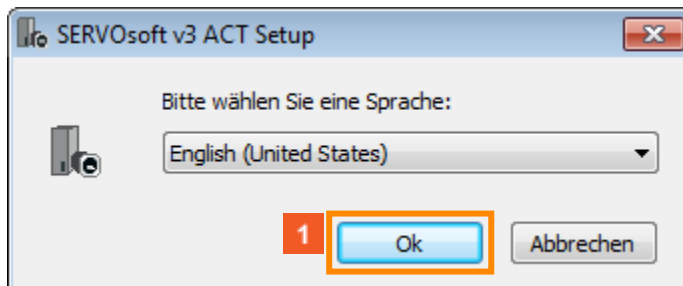 SERVOsoft v3 ACT Setup
Bitte wählen Sie eine Sprache:
English (United States)
1 Ok Abbrechen